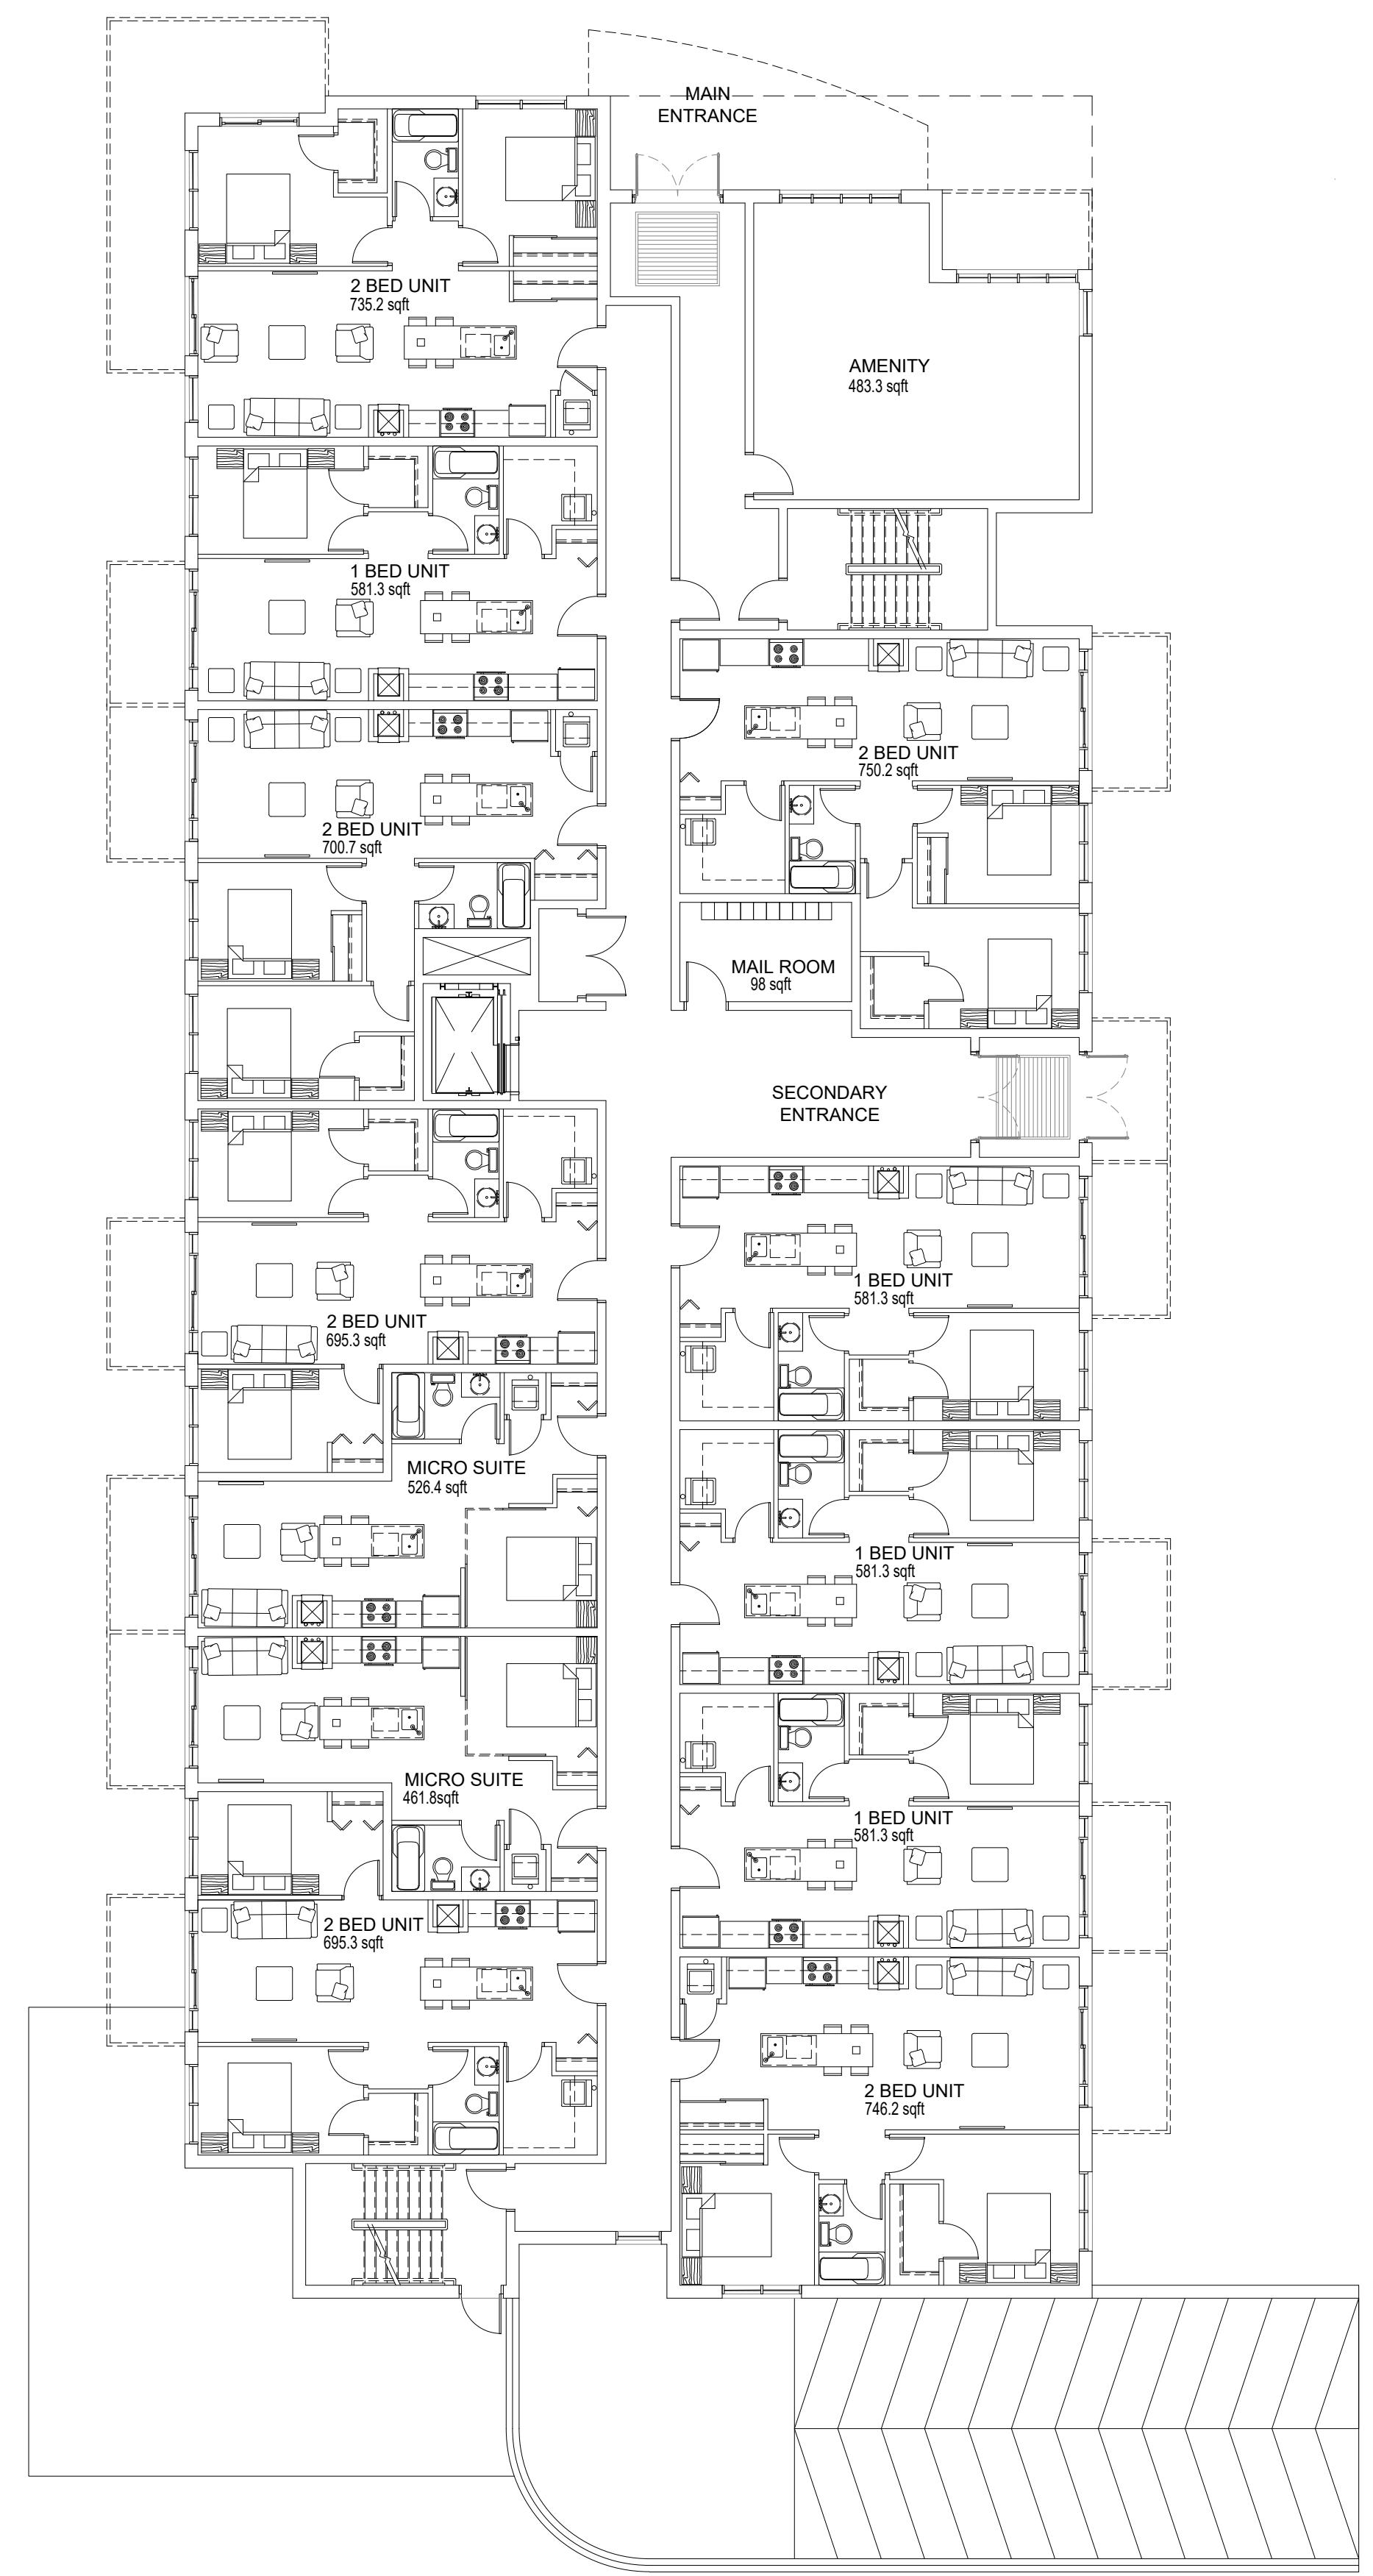 MAIN
ENTRANCE
2 BED UNIT
735.2 sqft
AMENITY
483.3 sqft
1 BED UNIT
581.3 sqft
2 BED UNIT
750.2 sqft
2 BED UNIT
700.7 sqft
MAIL ROOM
98 sqft
SECONDARY
ENTRANCE
1 BED UNIT
581.3 sqft
2 BED UNIT
695.3 sqft
MICRO SUITE
526.4 sqft
1 BED UNIT
581.3 sqft
MICRO SUITE
461.8sqft
1 BED UNIT
581.3 sqft
2 BED UNIT
695.3 sqft
2 BED UNIT
746.2 sqft